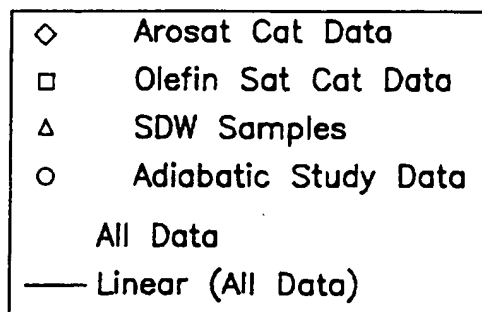 Arosat Cat Data
Olefin Sat Cat Data
SDW Samples
Adiabatic Study Data
All Data
Linear (All Data)